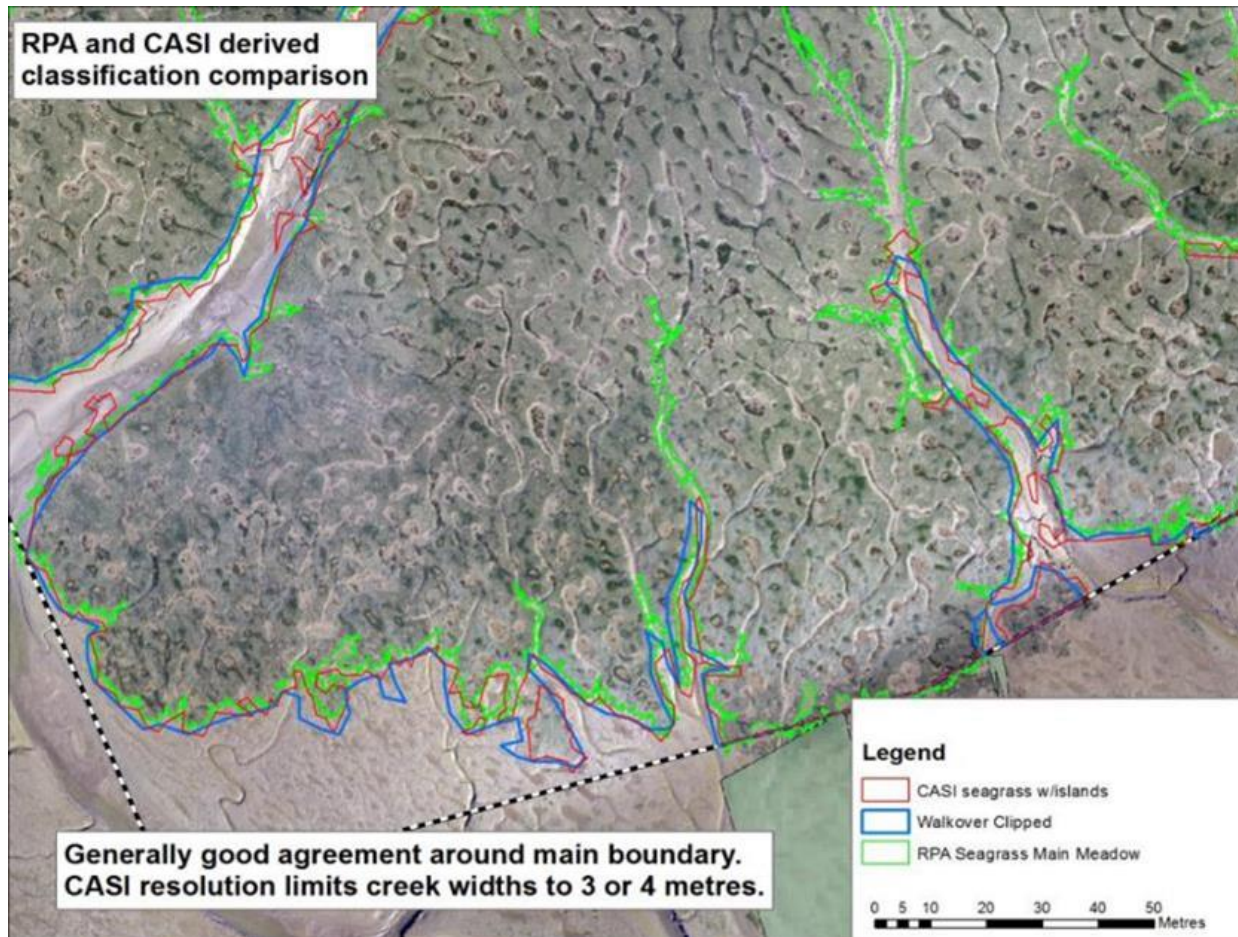 RPA and CASI derived
classification comparison
Generally good agreement around main boundary.
CASI resolution limits creek widths to 3 or 4 metres.
Legend
CASI seagrass w/islands
Walkover Clipped
RPA Seagrass Main Meadow
0 5 10 20 30 40 50
Metres